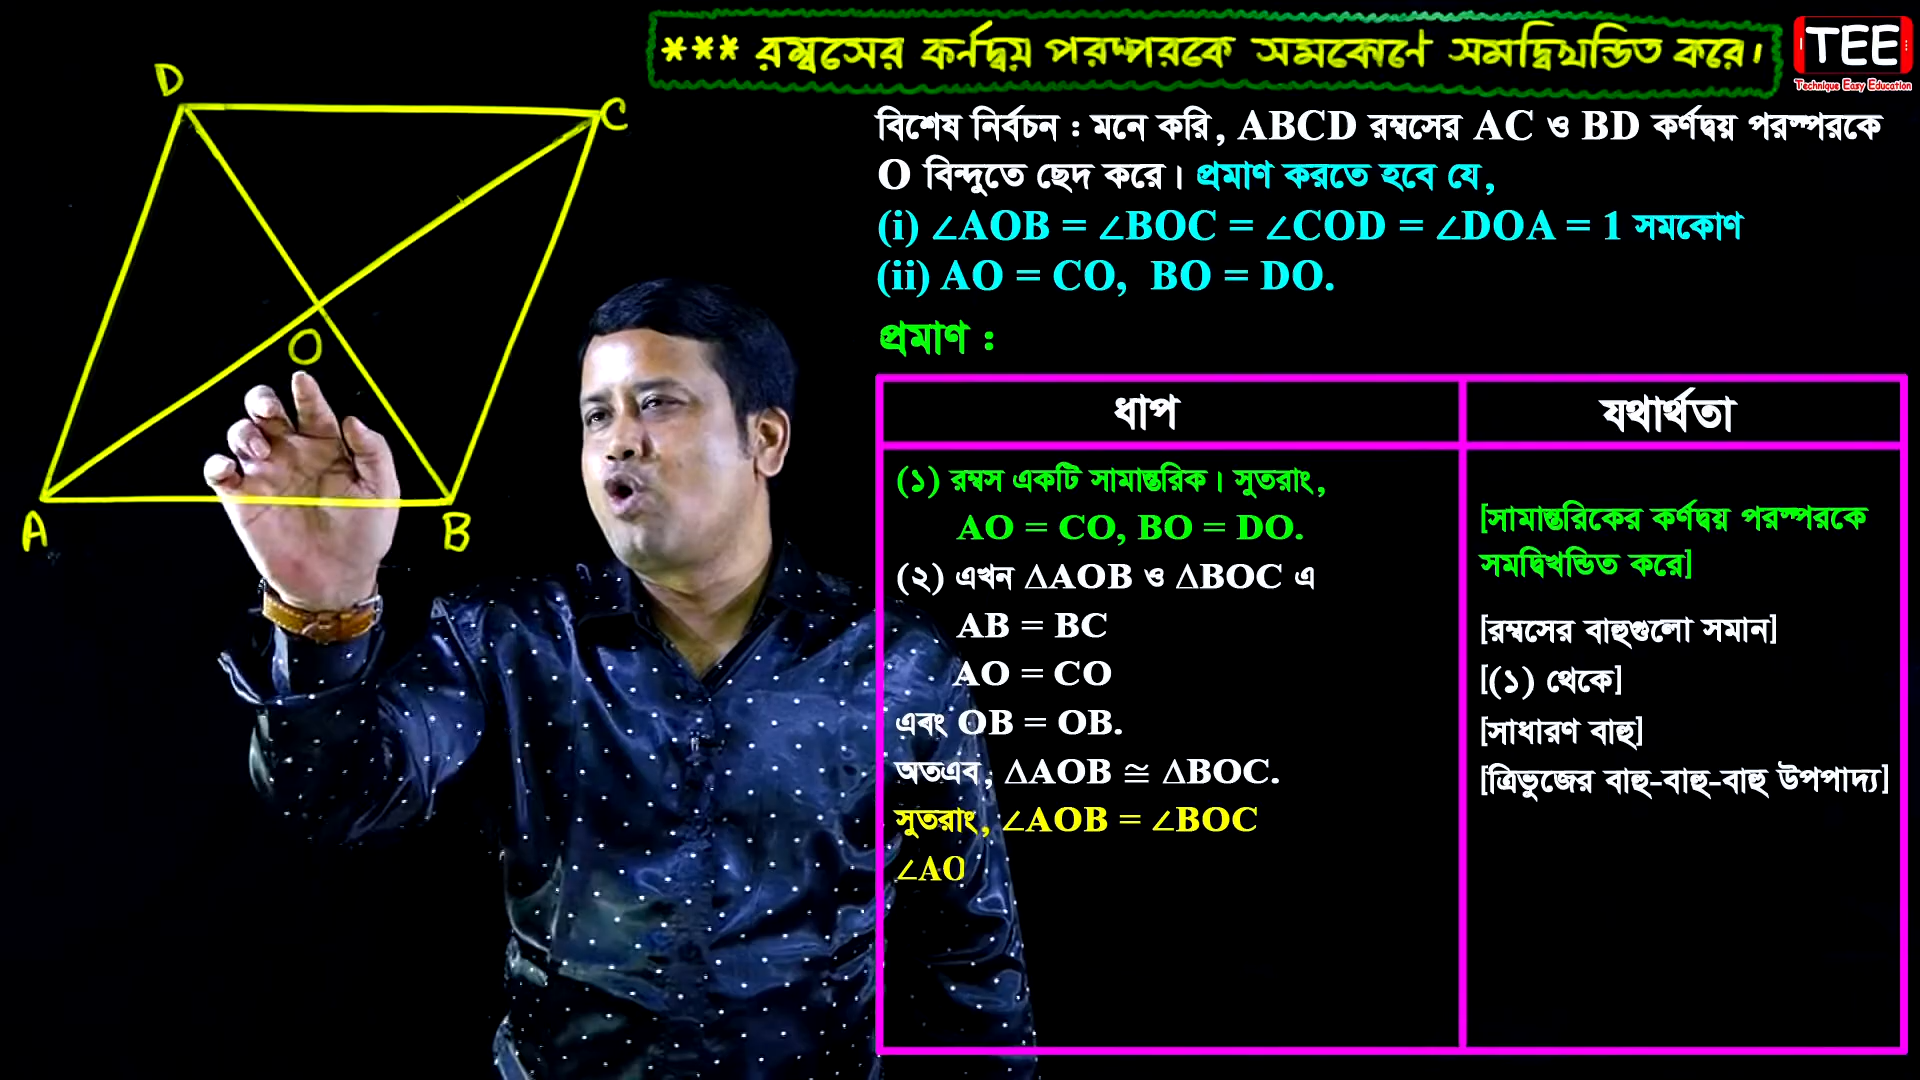 *** রম্বসের কর্ণদ্বয় পরস্পরকে সমকোণে সমদ্বিখন্ডিত করে।
TEE
Technique Easy Education
বিশেষ নির্বচন : মনে করি, ABCD রম্বসের AC ও BD কর্ণদ্বয় পরস্পরকে
O বিন্দুতে ছেদ করে। প্রমাণ করতে হবে যে,
(i) ∠AOB = ∠BOC = ∠COD = ∠DOA = 1 সমকোণ
(ii) AO = CO, BO = DO.
প্রমাণ :
D
C
O
A
B
ধাপ
যথার্থতা
(১) রম্বস একটি সামান্তরিক। সুতরাং,
AO = CO, BO = DO.
[সামান্তরিকের কর্ণদ্বয় পরস্পরকে
সমদ্বিখন্ডিত করে]
(২) এখন ΔAOB ও ΔBOC এ
AB = BC
[রম্বসের বাহুগুলো সমান]
AO = CO
[(১) থেকে]
এবং OB = OB.
[সাধারণ বাহু]
অতএব, ΔAOB ≅ ΔBOC.
[ত্রিভুজের বাহু-বাহু-বাহু উপপাদ্য]
সুতরাং, ∠AOB = ∠BOC
∠AO